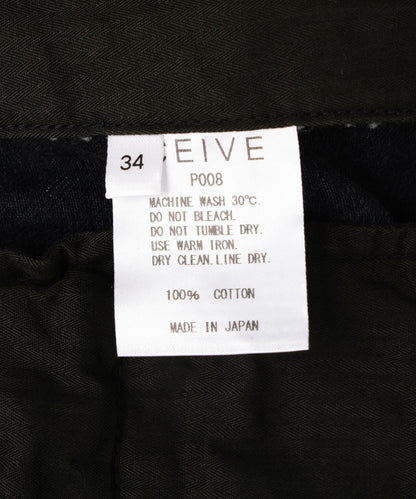 34
CEIVE
P008
MACHINE WASH 30℃.
DO NOT BLEACH.
DO NOT TUMBLE DRY.
USE WARM IRON.
DRY CLEAN. LINE DRY.
100% COTTON
MADE IN JAPAN